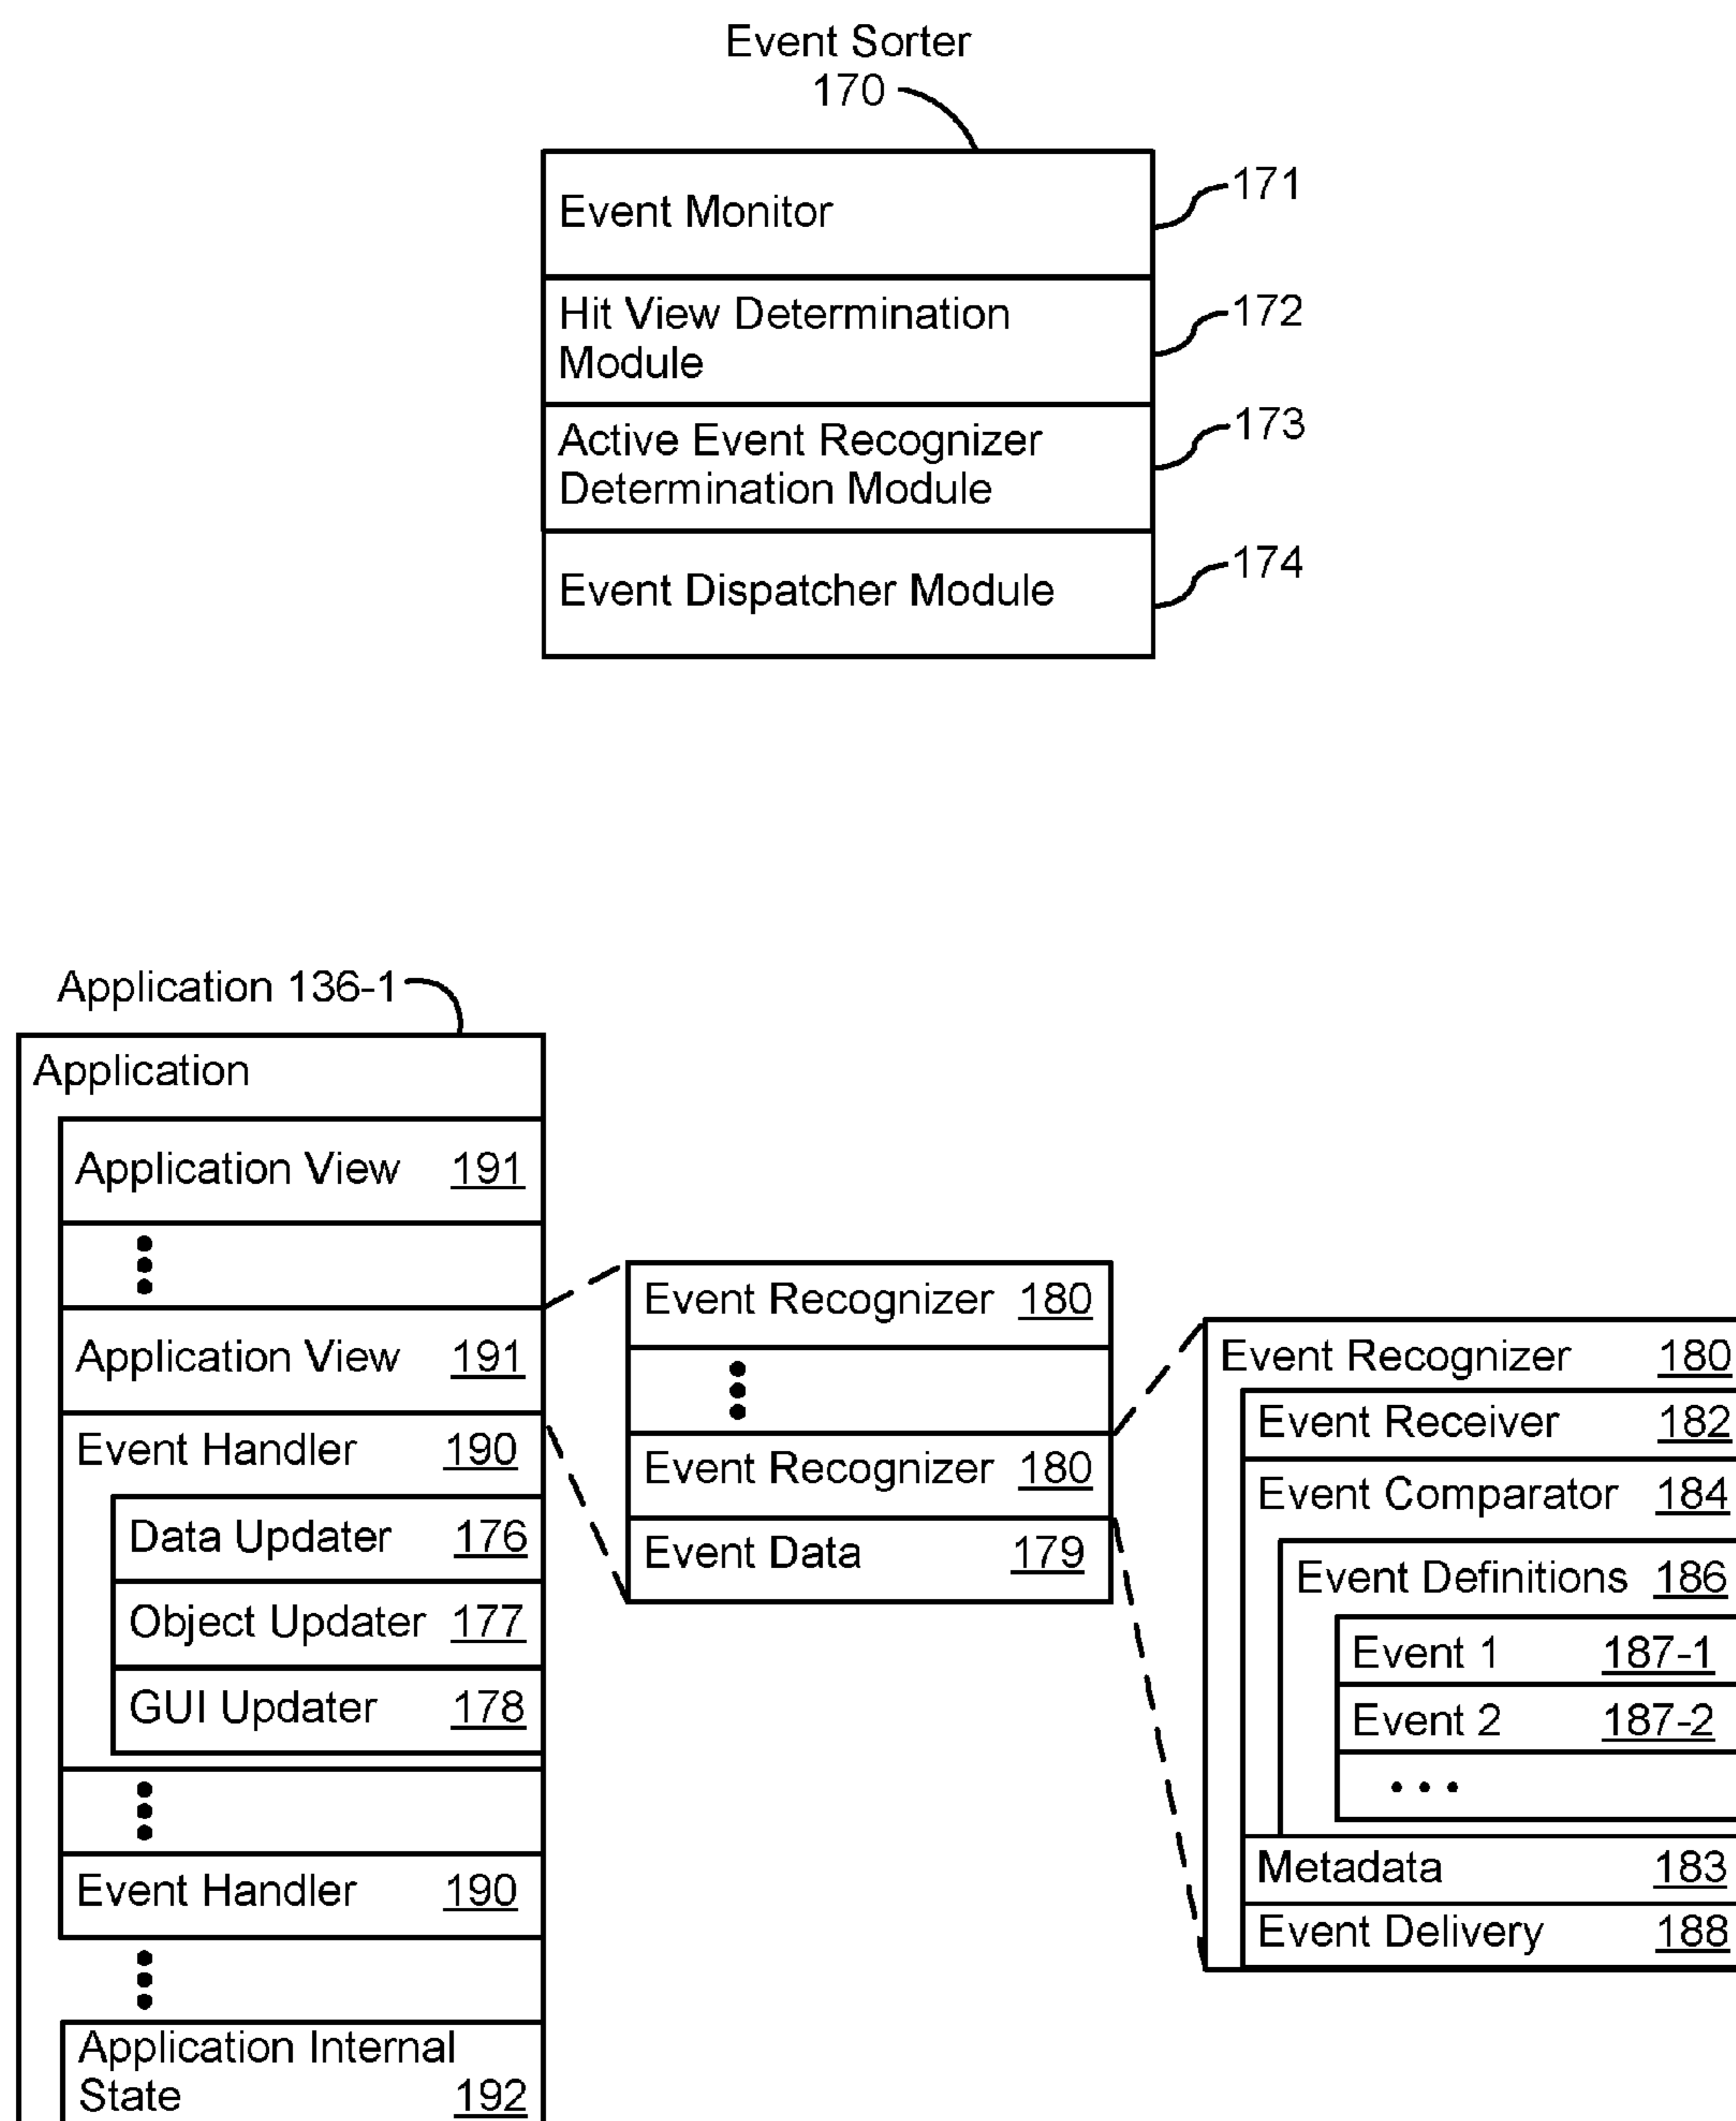 Event Sorter
170
Event Monitor
171
Hit View Determination
Module
172
Active Event Recognizer
Determination Module
173
Event Dispatcher Module
174
Application 136-1
Application
Application View 191
Application View 191
Event Handler 190
Data Updater 176
Object Updater 177
GUI Updater 178
Event Handler 190
Application Internal
State 192
Event Recognizer 180
Event Recognizer 180
Event Data 179
Event Recognizer 180
Event Receiver 182
Event Comparator 184
Event Definitions 186
Event 1 187-1
Event 2 187-2
...
Metadata 183
Event Delivery 188